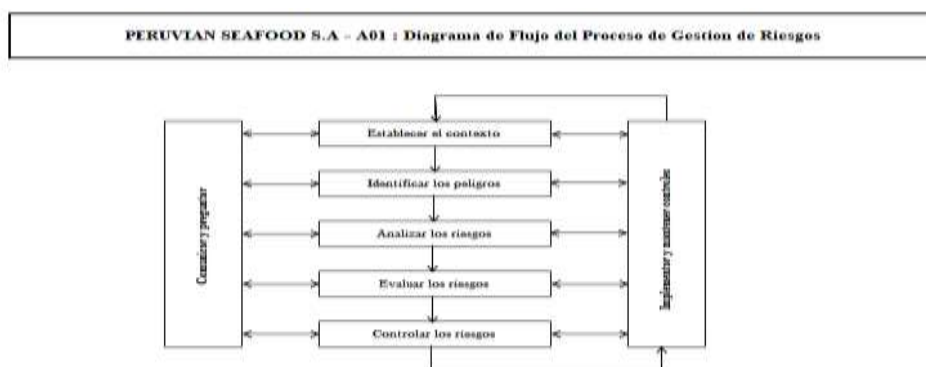 PERUVIAN SEAFOOD S.A - A01 : Diagrama de Flujo del Proceso de Gestion de Riesgos
Establecer el contexto
Identificar los peligros
Analizar los riesgos
Evaluar los riesgos
Controlar los riesgos
Comunicar y preguntar
Implementar y mantener controles